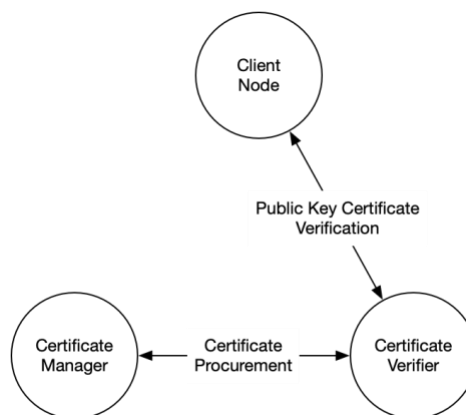 Client
Node
Public Key Certificate
Verification
Certificate
Manager
Certificate
Procurement
Certificate
Verifier